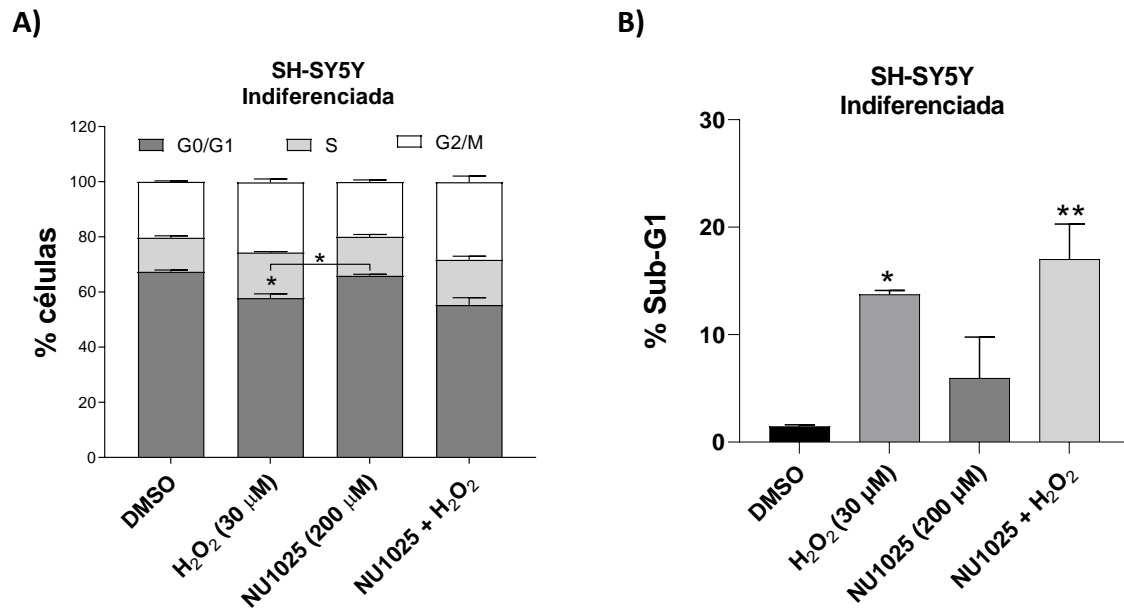 A)
SH-SY5Y
Indiferenciada
G0/G1 S G2/M
% células
120
100
80
60
40
20
0
*
*
DMSO
H₂O₂ (30 μM)
NU1025 (200 μM)
NU1025 + H₂O₂
B)
SH-SY5Y
Indiferenciada
% Sub-G1
30
20
10
0
*
**
DMSO
H₂O₂ (30 µM)
NU1025 (200 µM)
NU1025 + H₂O₂